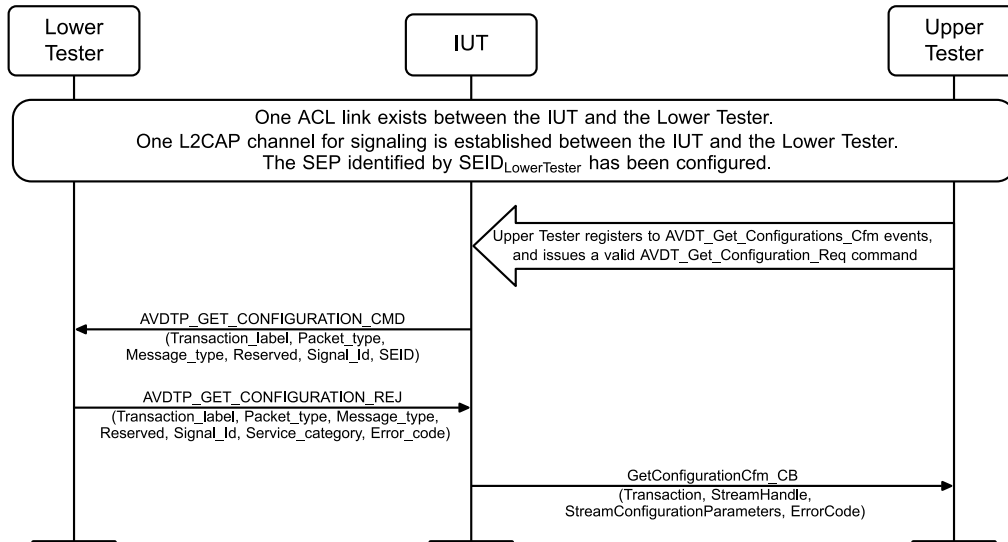 Lower
Tester
IUT
Upper
Tester
One ACL link exists between the IUT and the Lower Tester.
One L2CAP channel for signaling is established between the IUT and the Lower Tester.
The SEP identified by SEID_LowerTester has been configured.
Upper Tester registers to AVDT_Get_Configurations_Cfm events,
and issues a valid AVDT_Get_Configuration_Req command
AVDTP_GET_CONFIGURATION_CMD
(Transaction_label, Packet_type,
Message_type, Reserved, Signal_Id, SEID)
AVDTP_GET_CONFIGURATION_REJ
(Transaction_label, Packet_type, Message_type,
Reserved, Signal_Id, Service_category, Error_code)
GetConfigurationCfm_CB
(Transaction, StreamHandle,
StreamConfigurationParameters, ErrorCode)